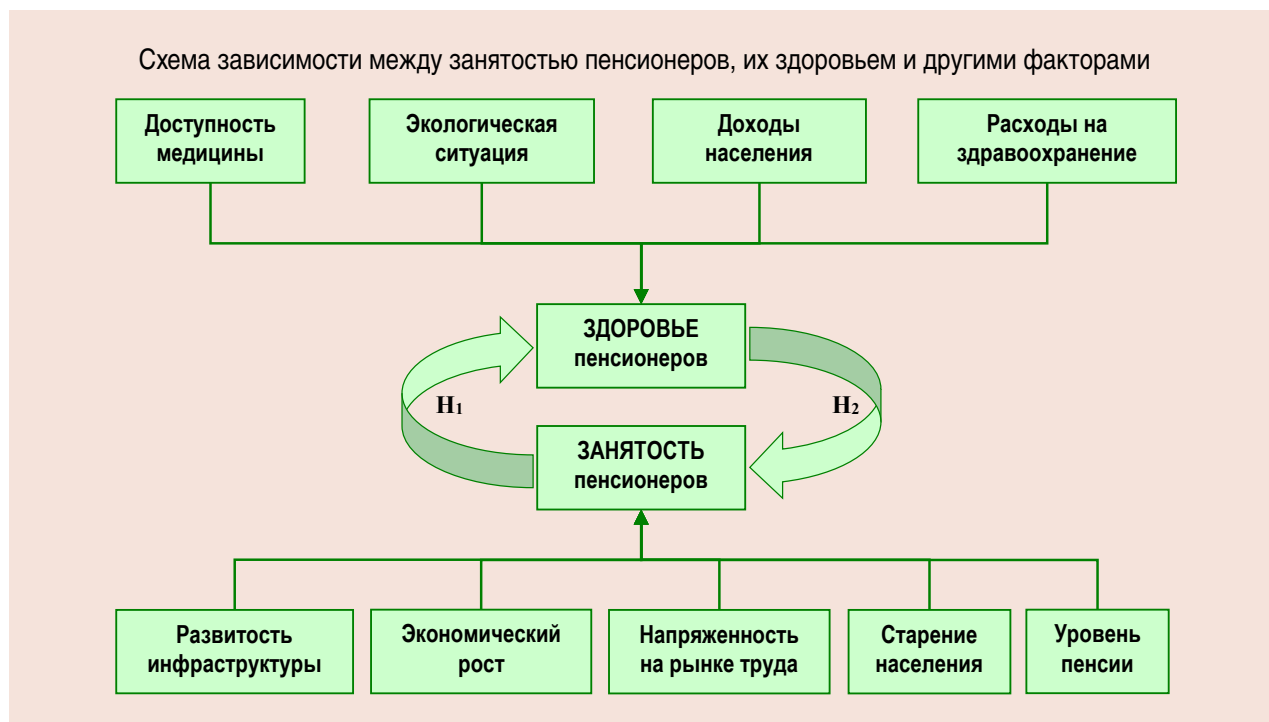 Схема зависимости между занятостью пенсионеров, их здоровьем и другими факторами
Доступность
медицины
Экологическая
ситуация
Доходы
населения
Расходы на
здравоохранение
ЗДОРОВЬЕ
пенсионеров
H₁
H₂
ЗАНЯТОСТЬ
пенсионеров
Развитость
инфраструктуры
Экономический
рост
Напряженность
на рынке труда
Старение
населения
Уровень
пенсии